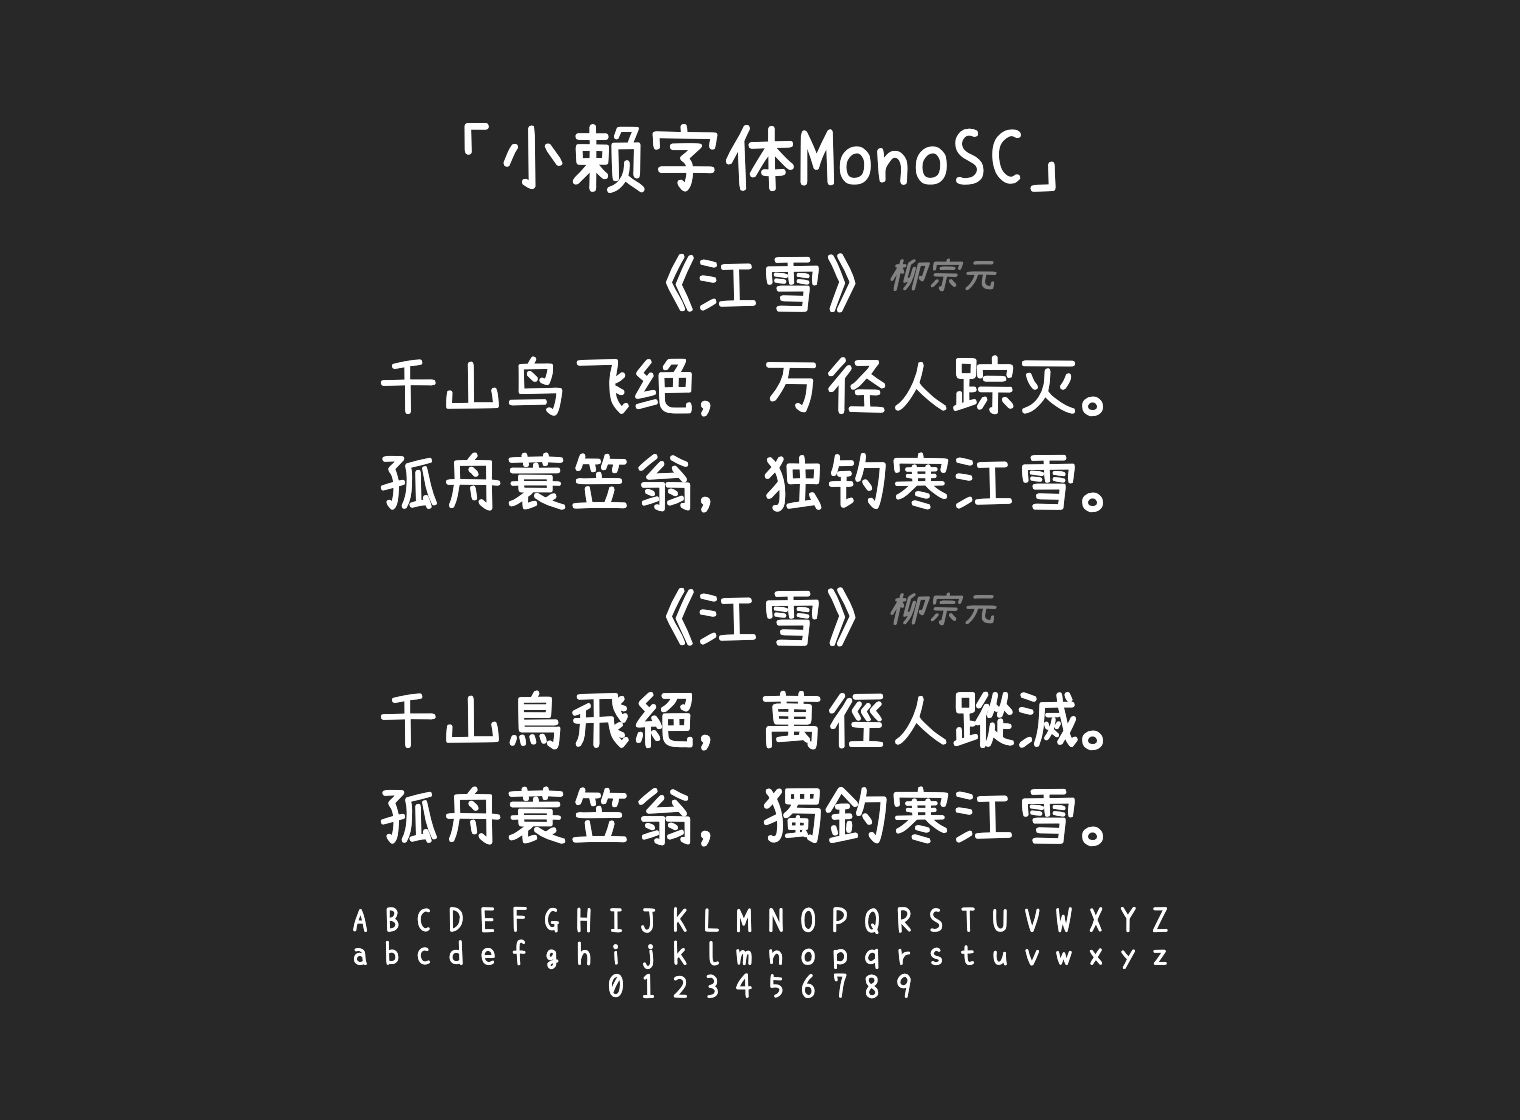 「小赖字体MonoSC」
《江雪》 柳宗元
千山鸟飞绝，万径人踪灭。
孤舟蓑笠翁，独钓寒江雪。
《江雪》 柳宗元
千山鳥飛絕，萬徑人蹤滅。
孤舟蓑笠翁，獨釣寒江雪。
A B C D E F G H I J K L M N O P Q R S T U V W X Y Z
a b c d e f g h i j k l m n o p q r s t u v w x y z
0 1 2 3 4 5 6 7 8 9